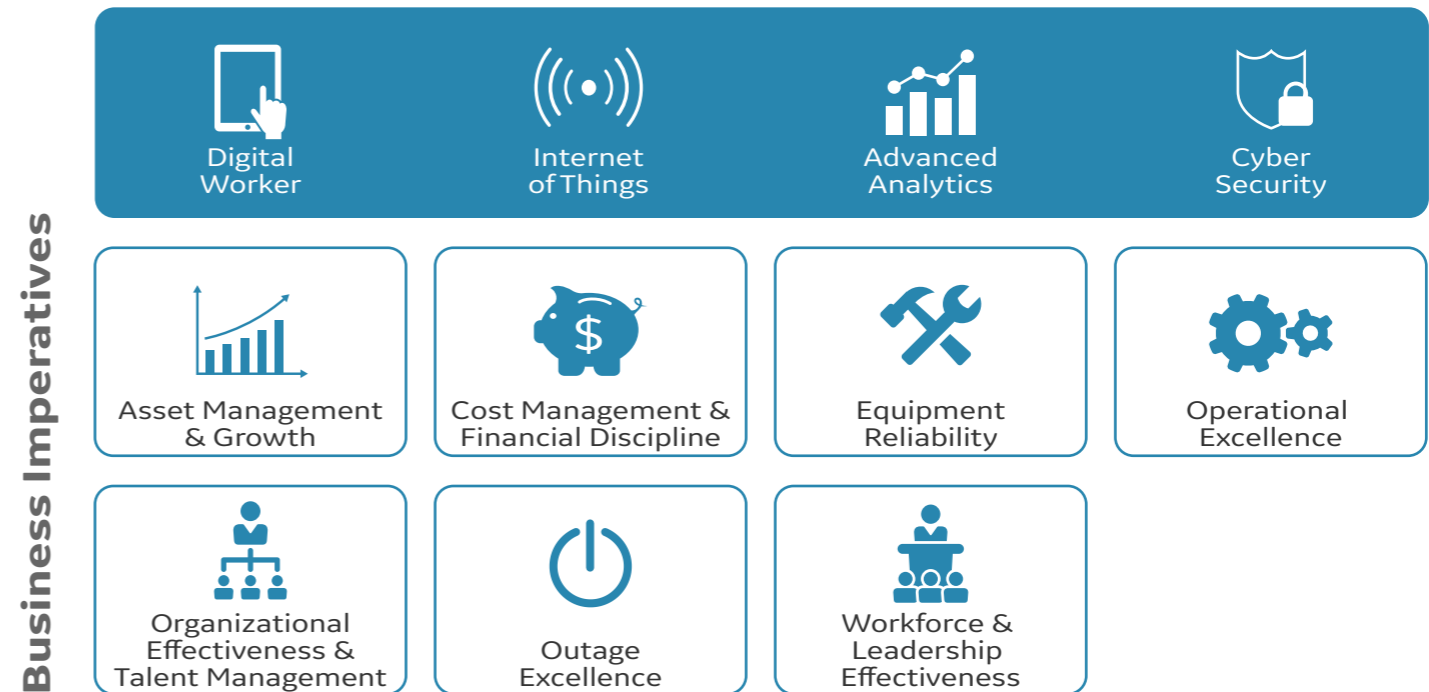 Business Imperatives
Digital
Worker
Internet
of Things
Advanced
Analytics
Cyber
Security
Asset Management
& Growth
Cost Management &
Financial Discipline
$
Equipment
Reliability
Operational
Excellence
Organizational
Effectiveness &
Talent Management
Outage
Excellence
Workforce &
Leadership
Effectiveness